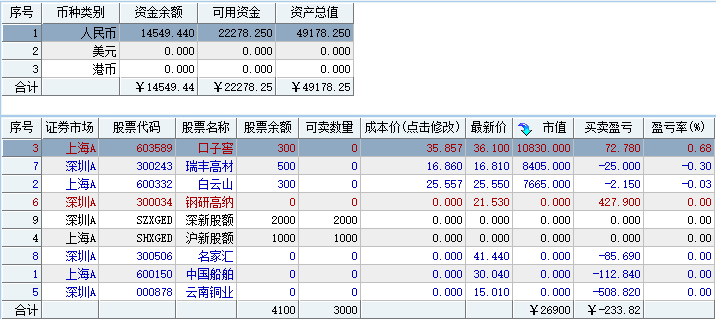 序号 币种类别 资金余额 可用资金 资产总值
1 人民币 14549.440 22278.250 49178.250
2 美元 0.000 0.000 0.000
3 港币 0.000 0.000 0.000
合计 ￥14549.44 ￥22278.25 ￥49178.25
序号 证券市场 股票代码 股票名称 股票余额 可卖数量 成本价(点击修改) 最新价 市值 买卖盈亏 盈亏率(%)
3 上海A 603589 口子窖 300 0 35.857 36.100 10830.000 72.780 0.68
7 深圳A 300243 瑞丰高材 500 0 16.860 16.810 8405.000 -25.000 -0.30
2 上海A 600332 白云山 300 0 25.557 25.550 7665.000 -2.150 -0.03
6 深圳A 300034 钢研高纳 0 0 0.000 21.530 0.000 427.900 0.00
9 深圳A SZXGED 深新股额 2000 2000 0.000 0.000 0.000 0.000 0.00
4 上海A SHXGED 沪新股额 1000 1000 0.000 0.000 0.000 0.000 0.00
8 深圳A 300506 名家汇 0 0 0.000 41.440 0.000 -85.690 0.00
1 上海A 600150 中国船舶 0 0 0.000 30.040 0.000 -112.840 0.00
5 深圳A 000878 云南铜业 0 0 0.000 15.010 0.000 -508.820 0.00
合计 4100 3000 ￥26900 ￥-233.82